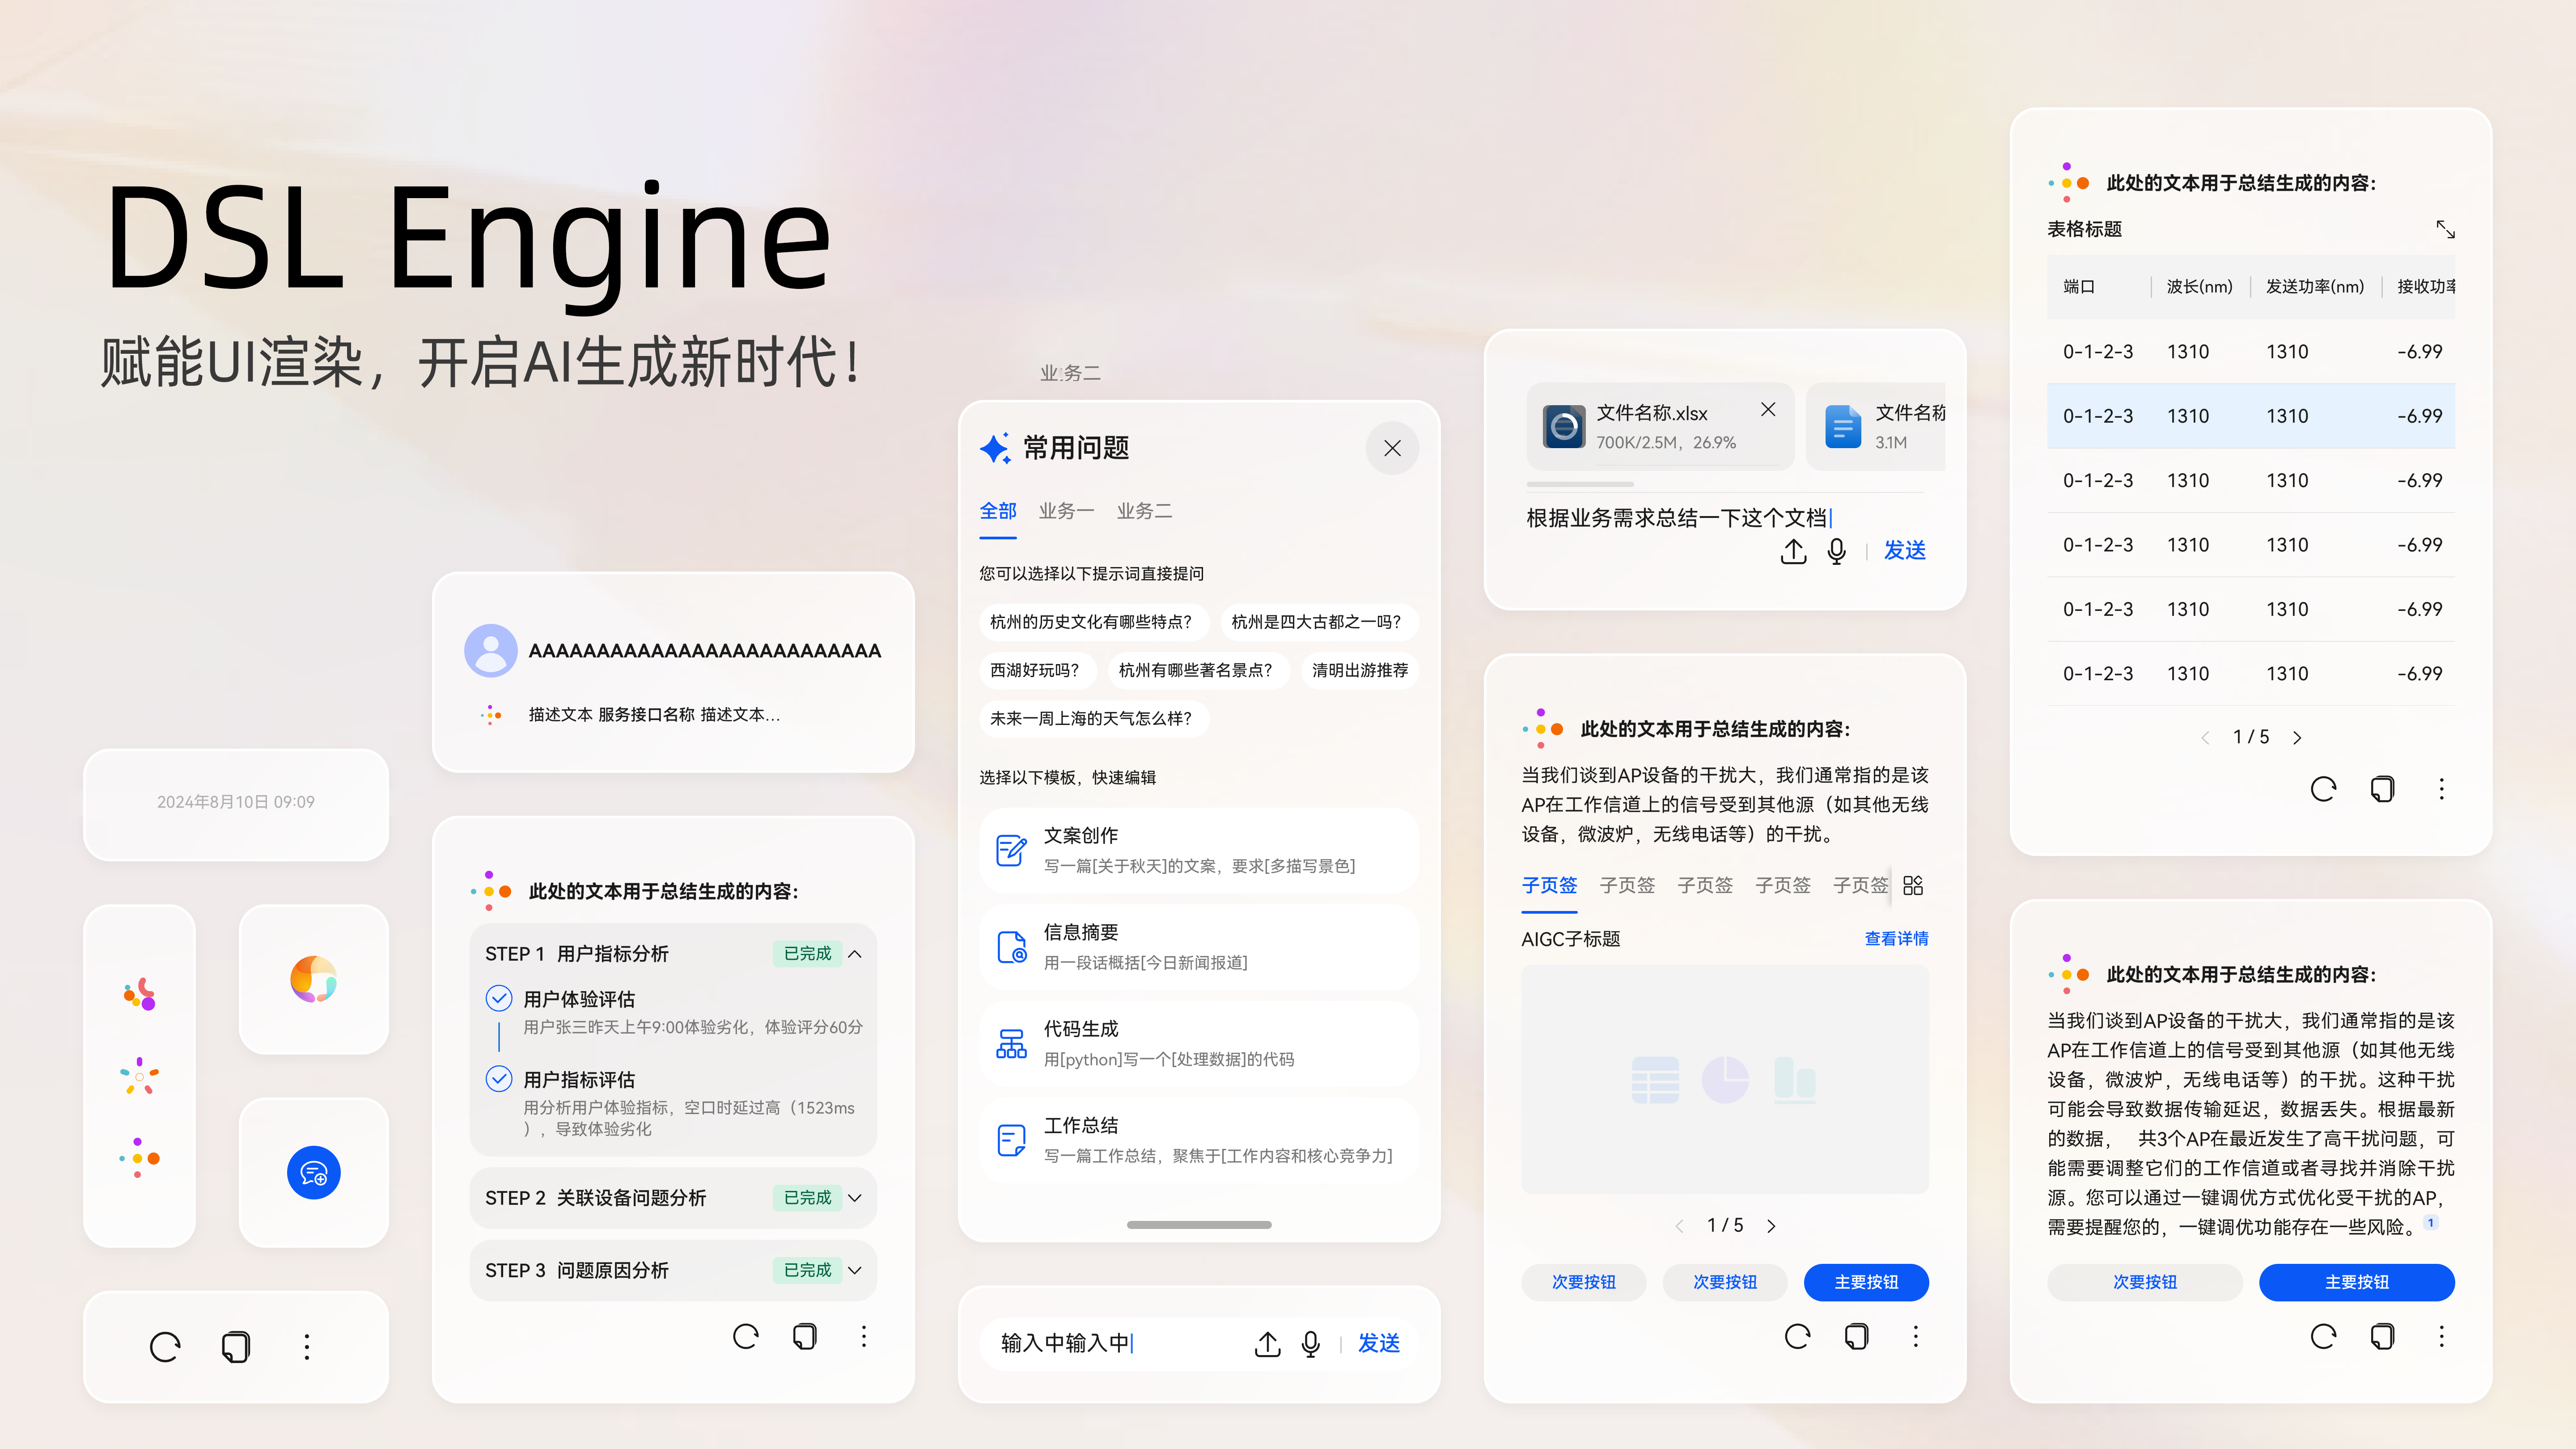 DSL Engine
赋能UI渲染，开启AI生成新时代！
2024年8月10日 09:09
AAAAAAAAAAAAAAAAAAAAAAAAAA
描述文本 服务接口名称 描述文本...
此处的文本用于总结生成的内容：
STEP 1 用户指标分析 已完成
用户体验评估
用户张三昨天上午9:00体验劣化，体验评分60分
用户指标评估
用分析用户体验指标，空口时延过高（1523ms
），导致体验劣化
STEP 2 关联设备问题分析 已完成
STEP 3 问题原因分析 已完成
业务二
常用问题
全部 业务一 业务二
您可以选择以下提示词直接提问
杭州的历史文化有哪些特点？ 杭州是四大古都之一吗？
西湖好玩吗？ 杭州有哪些著名景点？ 清明出游推荐
未来一周上海的天气怎么样？
选择以下模板，快速编辑
文案创作
写一篇[关于秋天]的文案，要求[多描写景色]
信息摘要
用一段话概括[今日新闻报道]
代码生成
用[python]写一个[处理数据]的代码
工作总结
写一篇工作总结，聚焦于[工作内容和核心竞争力]
输入中输入中 发送
文件名称.xlsx 文件名称
700K/2.5M，26.9% 3.1M
根据业务需求总结一下这个文档
发送
此处的文本用于总结生成的内容：
当我们谈到AP设备的干扰大，我们通常指的是该
AP在工作信道上的信号受到其他源（如其他无线
设备，微波炉，无线电话等）的干扰。
子页签 子页签 子页签 子页签 子页签
AIGC子标题 查看详情
1 / 5
次要按钮 次要按钮 主要按钮
此处的文本用于总结生成的内容：
表格标题
端口 波长(nm) 发送功率(nm) 接收功率
0-1-2-3 1310 1310 -6.99
0-1-2-3 1310 1310 -6.99
0-1-2-3 1310 1310 -6.99
0-1-2-3 1310 1310 -6.99
0-1-2-3 1310 1310 -6.99
0-1-2-3 1310 1310 -6.99
1 / 5
此处的文本用于总结生成的内容：
当我们谈到AP设备的干扰大，我们通常指的是该
AP在工作信道上的信号受到其他源（如其他无线
设备，微波炉，无线电话等）的干扰。这种干扰
可能会导致数据传输延迟，数据丢失。根据最新
的数据， 共3个AP在最近发生了高干扰问题，可
能需要调整它们的工作信道或者寻找并消除干扰
源。您可以通过一键调优方式优化受干扰的AP，
需要提醒您的，一键调优功能存在一些风险。 1
次要按钮 主要按钮